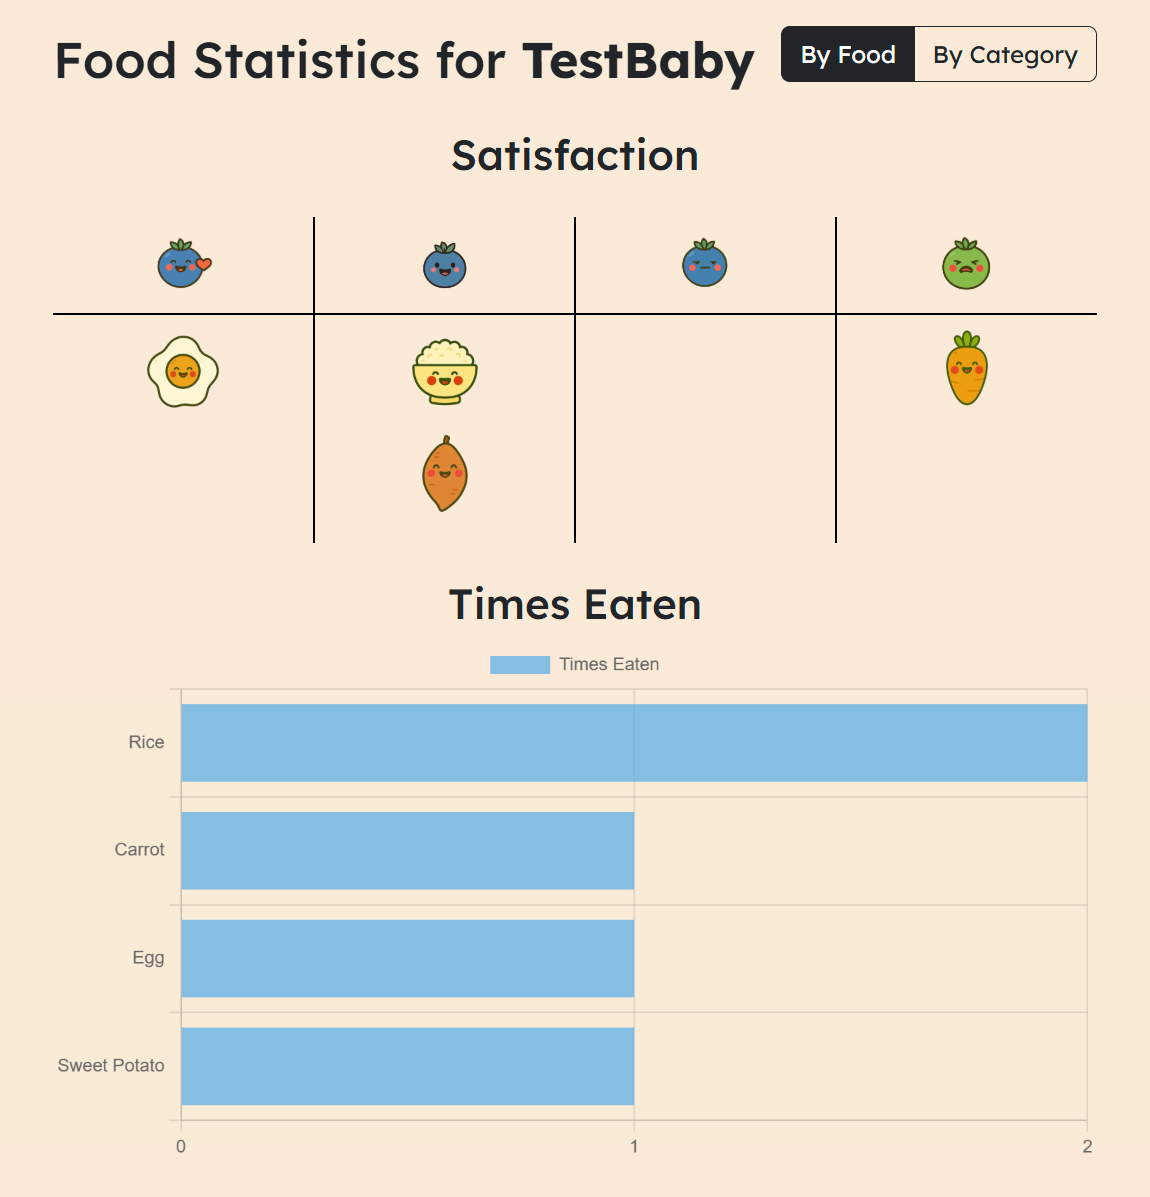 Food Statistics for TestBaby
By Food
By Category
Satisfaction
Times Eaten
Times Eaten
Rice
Carrot
Egg
Sweet Potato
0 1 2